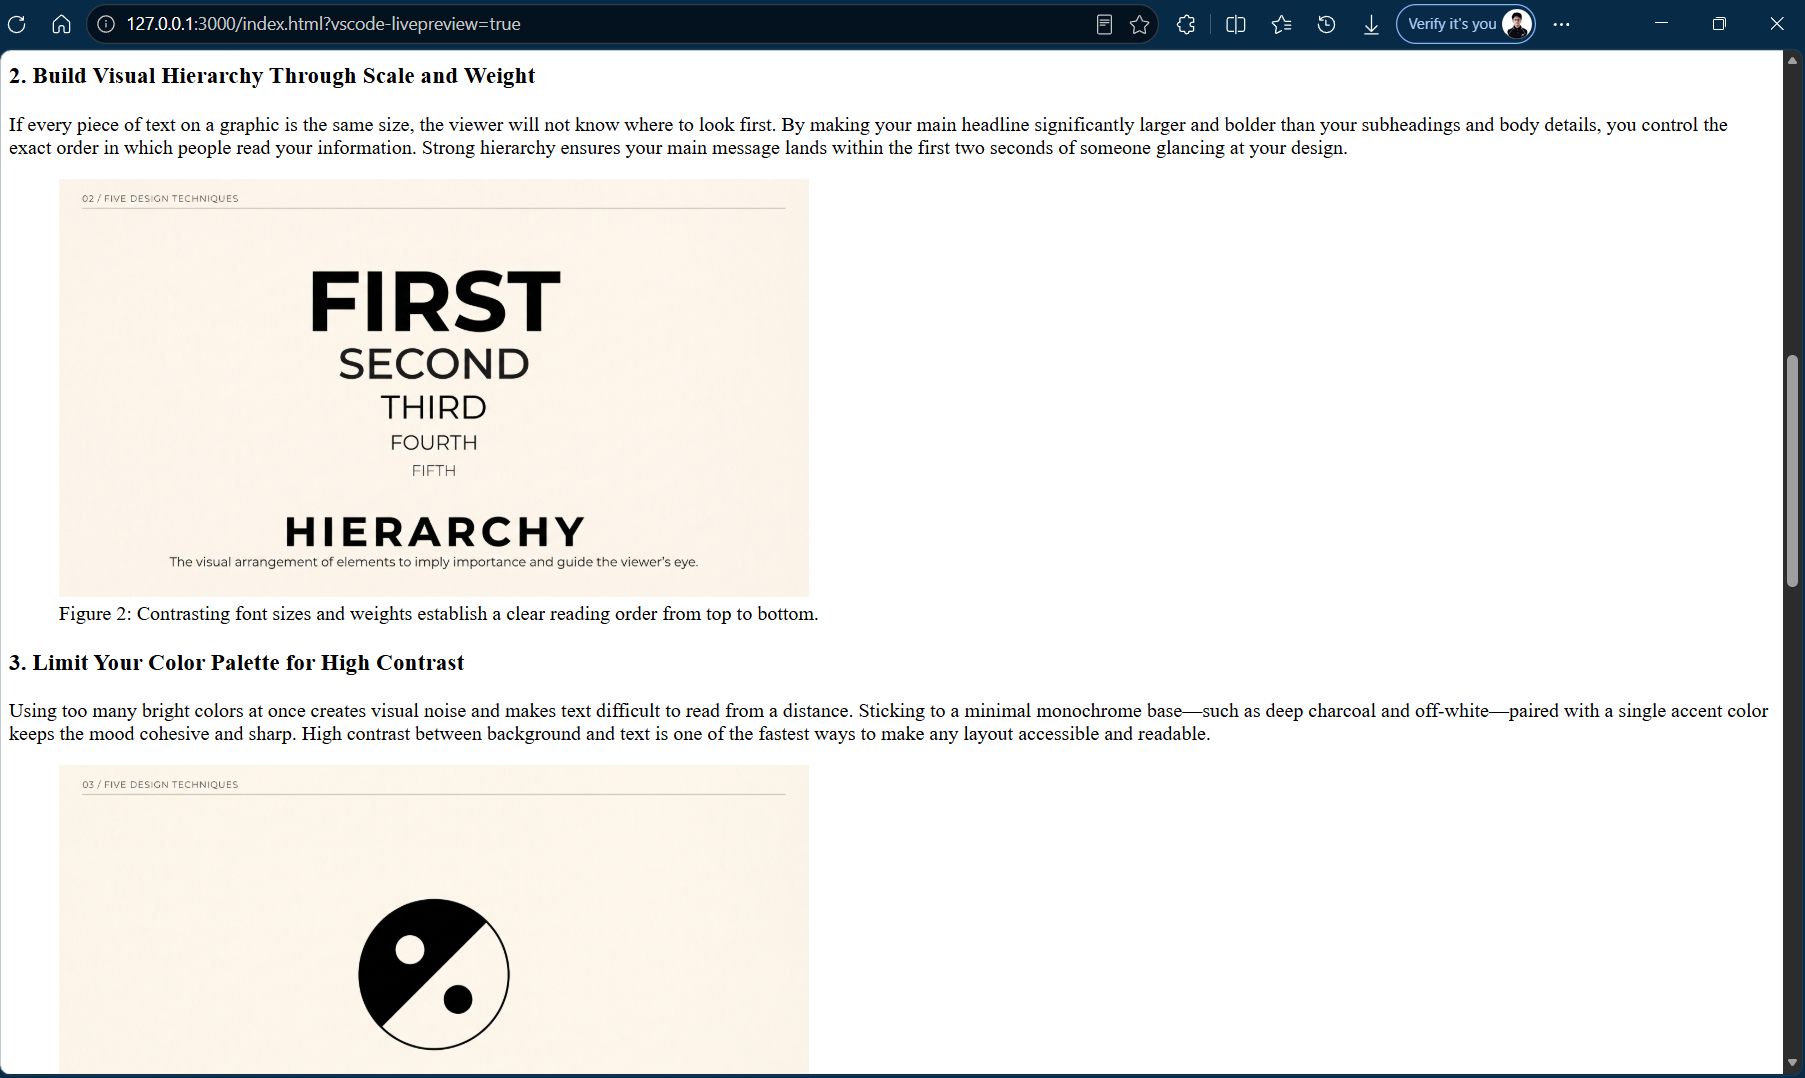 127.0.0.1:3000/index.html?vscode-livepreview=true
Verify it's you
2. Build Visual Hierarchy Through Scale and Weight
If every piece of text on a graphic is the same size, the viewer will not know where to look first. By making your main headline significantly larger and bolder than your subheadings and body details, you control the
exact order in which people read your information. Strong hierarchy ensures your main message lands within the first two seconds of someone glancing at your design.
02 / FIVE DESIGN TECHNIQUES
FIRST
SECOND
THIRD
FOURTH
FIFTH
HIERARCHY
The visual arrangement of elements to imply importance and guide the viewer's eye.
Figure 2: Contrasting font sizes and weights establish a clear reading order from top to bottom.
3. Limit Your Color Palette for High Contrast
Using too many bright colors at once creates visual noise and makes text difficult to read from a distance. Sticking to a minimal monochrome base—such as deep charcoal and off-white—paired with a single accent color
keeps the mood cohesive and sharp. High contrast between background and text is one of the fastest ways to make any layout accessible and readable.
03 / FIVE DESIGN TECHNIQUES